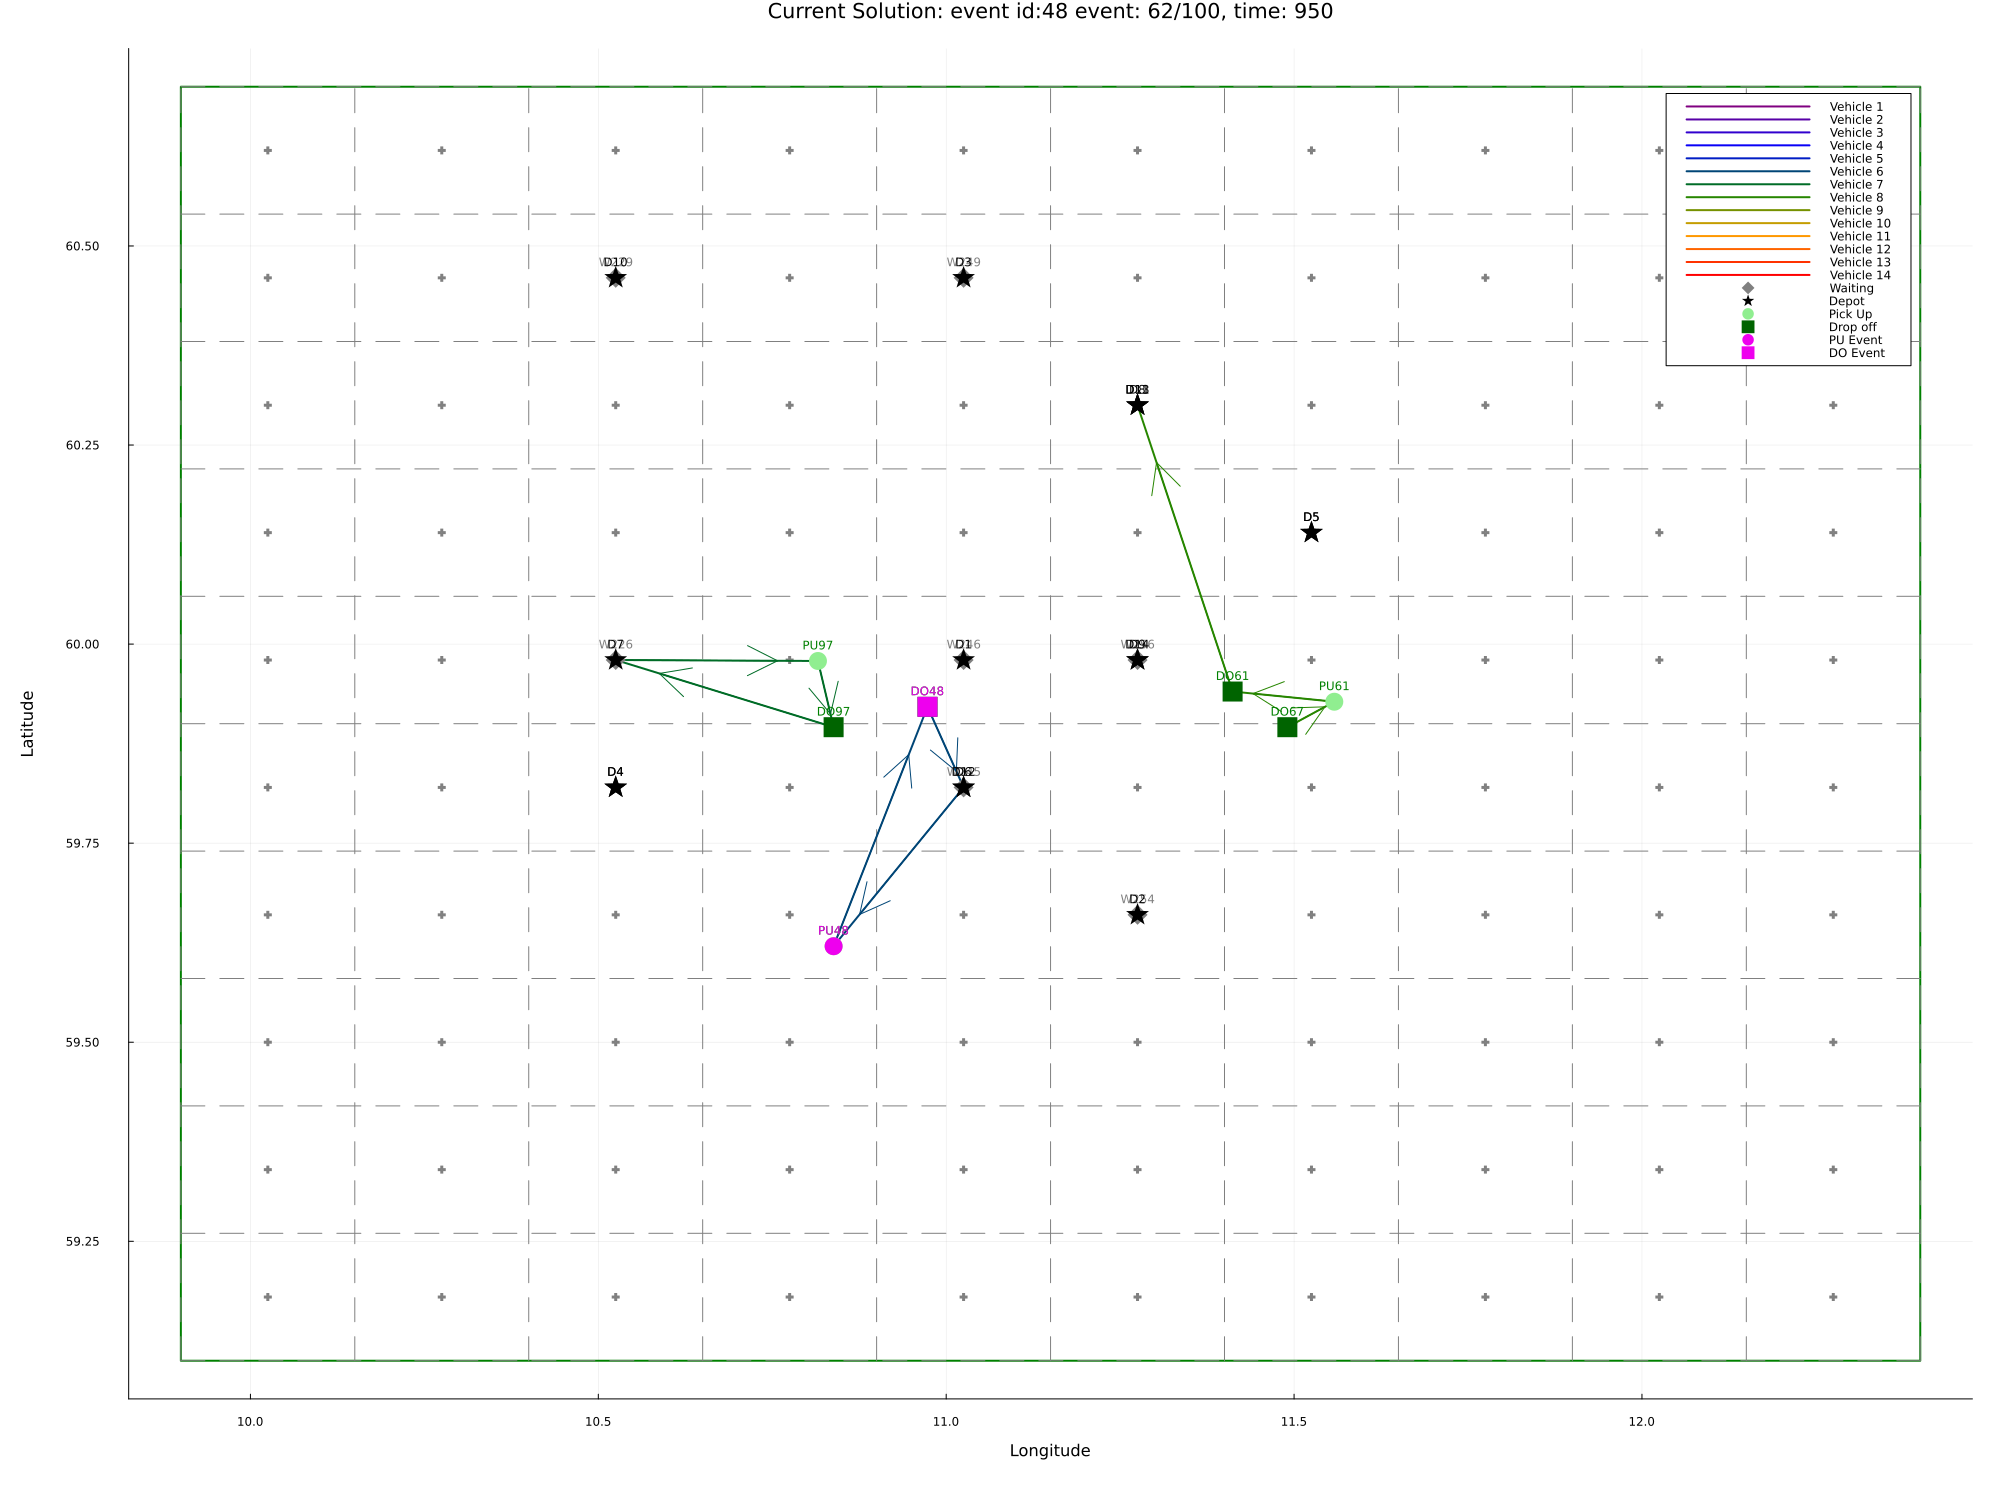 Current Solution: event id:48 event: 62/100, time: 950
Vehicle 1
Vehicle 2
Vehicle 3
Vehicle 4
Vehicle 5
Vehicle 6
Vehicle 7
Vehicle 8
Vehicle 9
Vehicle 10
Vehicle 11
Vehicle 12
Vehicle 13
Vehicle 14
Waiting
Depot
Pick Up
Drop off
PU Event
DO Event
60.50
60.25
60.00
59.75
59.50
59.25
D10
D3
D5
D7
PU97
D1
DO61
PU61
DO48
DO97
DO67
D4
D2
PU48
10.0
10.5
11.0
11.5
12.0
Longitude
Latitude